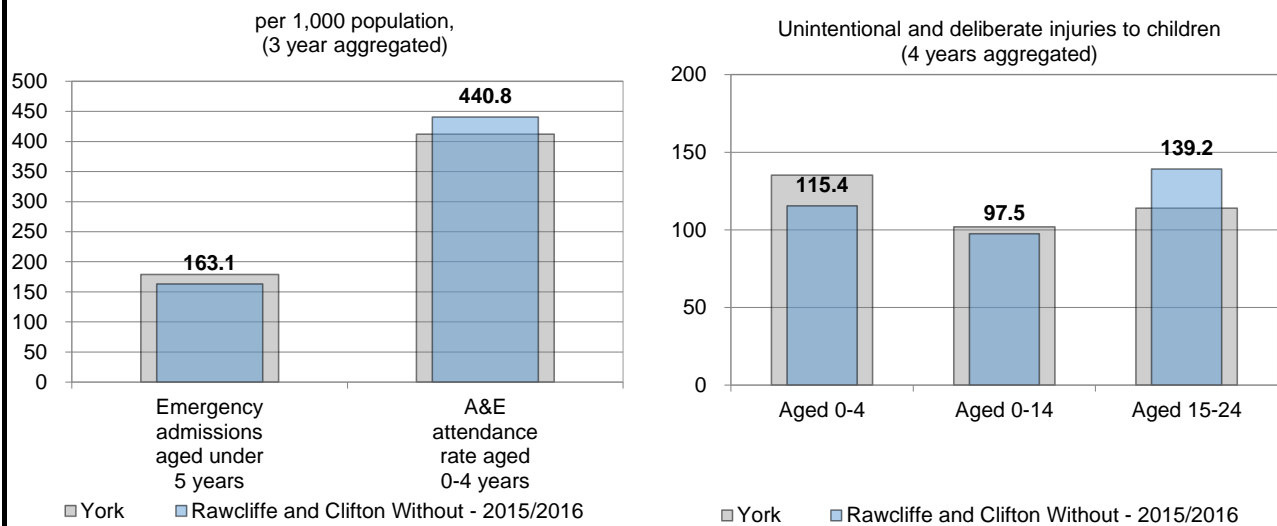 per 1,000 population,
(3 year aggregated)
500
450
400
350
300
250
200
150
100
50
0
163.1
440.8
Emergency
admissions
aged under
5 years
A&E
attendance
rate aged
0-4 years
York
Rawcliffe and Clifton Without - 2015/2016
Unintentional and deliberate injuries to children
(4 years aggregated)
200
150
100
50
0
115.4
97.5
139.2
Aged 0-4
Aged 0-14
Aged 15-24
York
Rawcliffe and Clifton Without - 2015/2016